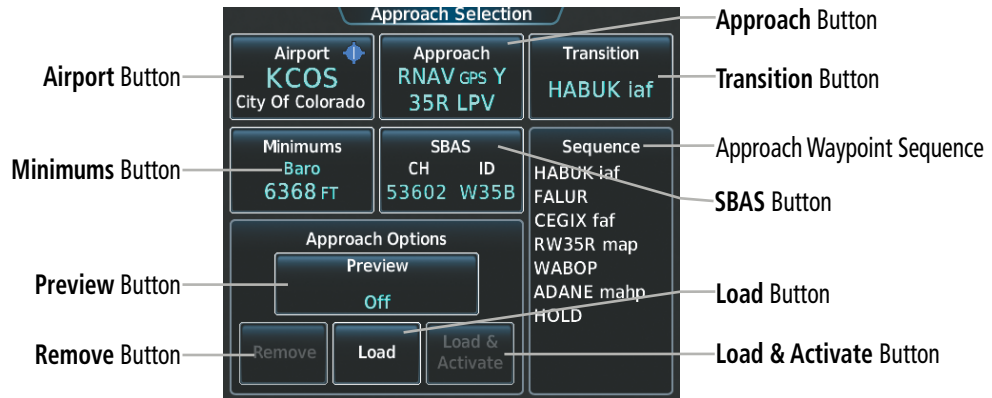 Approach Selection
Airport
KCOS
City Of Colorado
Approach
RNAV GPS Y
35R LPV
Transition
HABUK iaf
Minimums
Baro
6368 FT
SBAS
CH ID
53602 W35B
Sequence
HABUK iaf
FALUR
CEGIX faf
RW35R map
WABOP
ADANE mahp
HOLD
Approach Options
Preview
Off
Remove
Load
Load &
Activate
Airport Button
Minimums Button
Preview Button
Remove Button
Approach Button
Transition Button
Approach Waypoint Sequence
SBAS Button
Load Button
Load & Activate Button